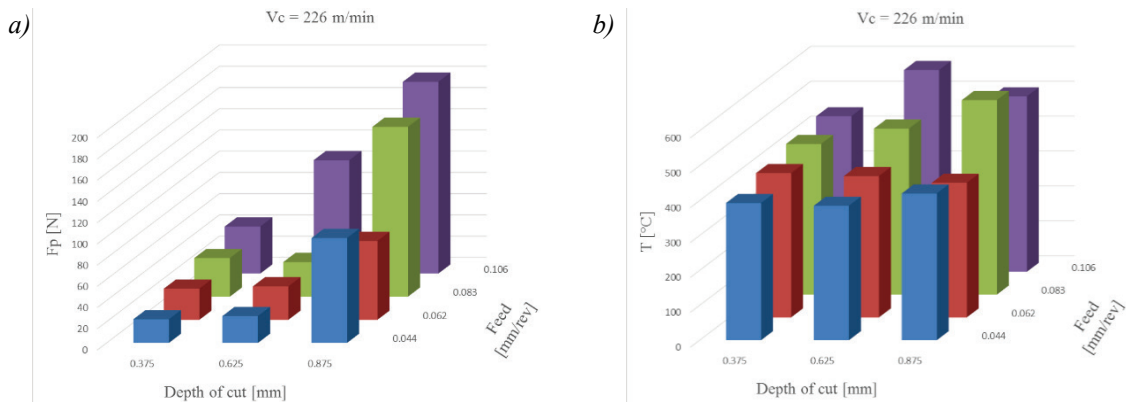 a)
Vc = 226 m/min
Fp [N]
200
180
160
140
120
100
80
60
40
20
0
0.375
0.625
0.875
Depth of cut [mm]
0.044
0.062
0.083
0.106
Feed
[mm/rev]
b)
Vc = 226 m/min
T [°C]
600
500
400
300
200
100
0
0.375
0.625
0.875
Depth of cut [mm]
0.044
0.062
0.083
0.106
Feed
[mm/rev]